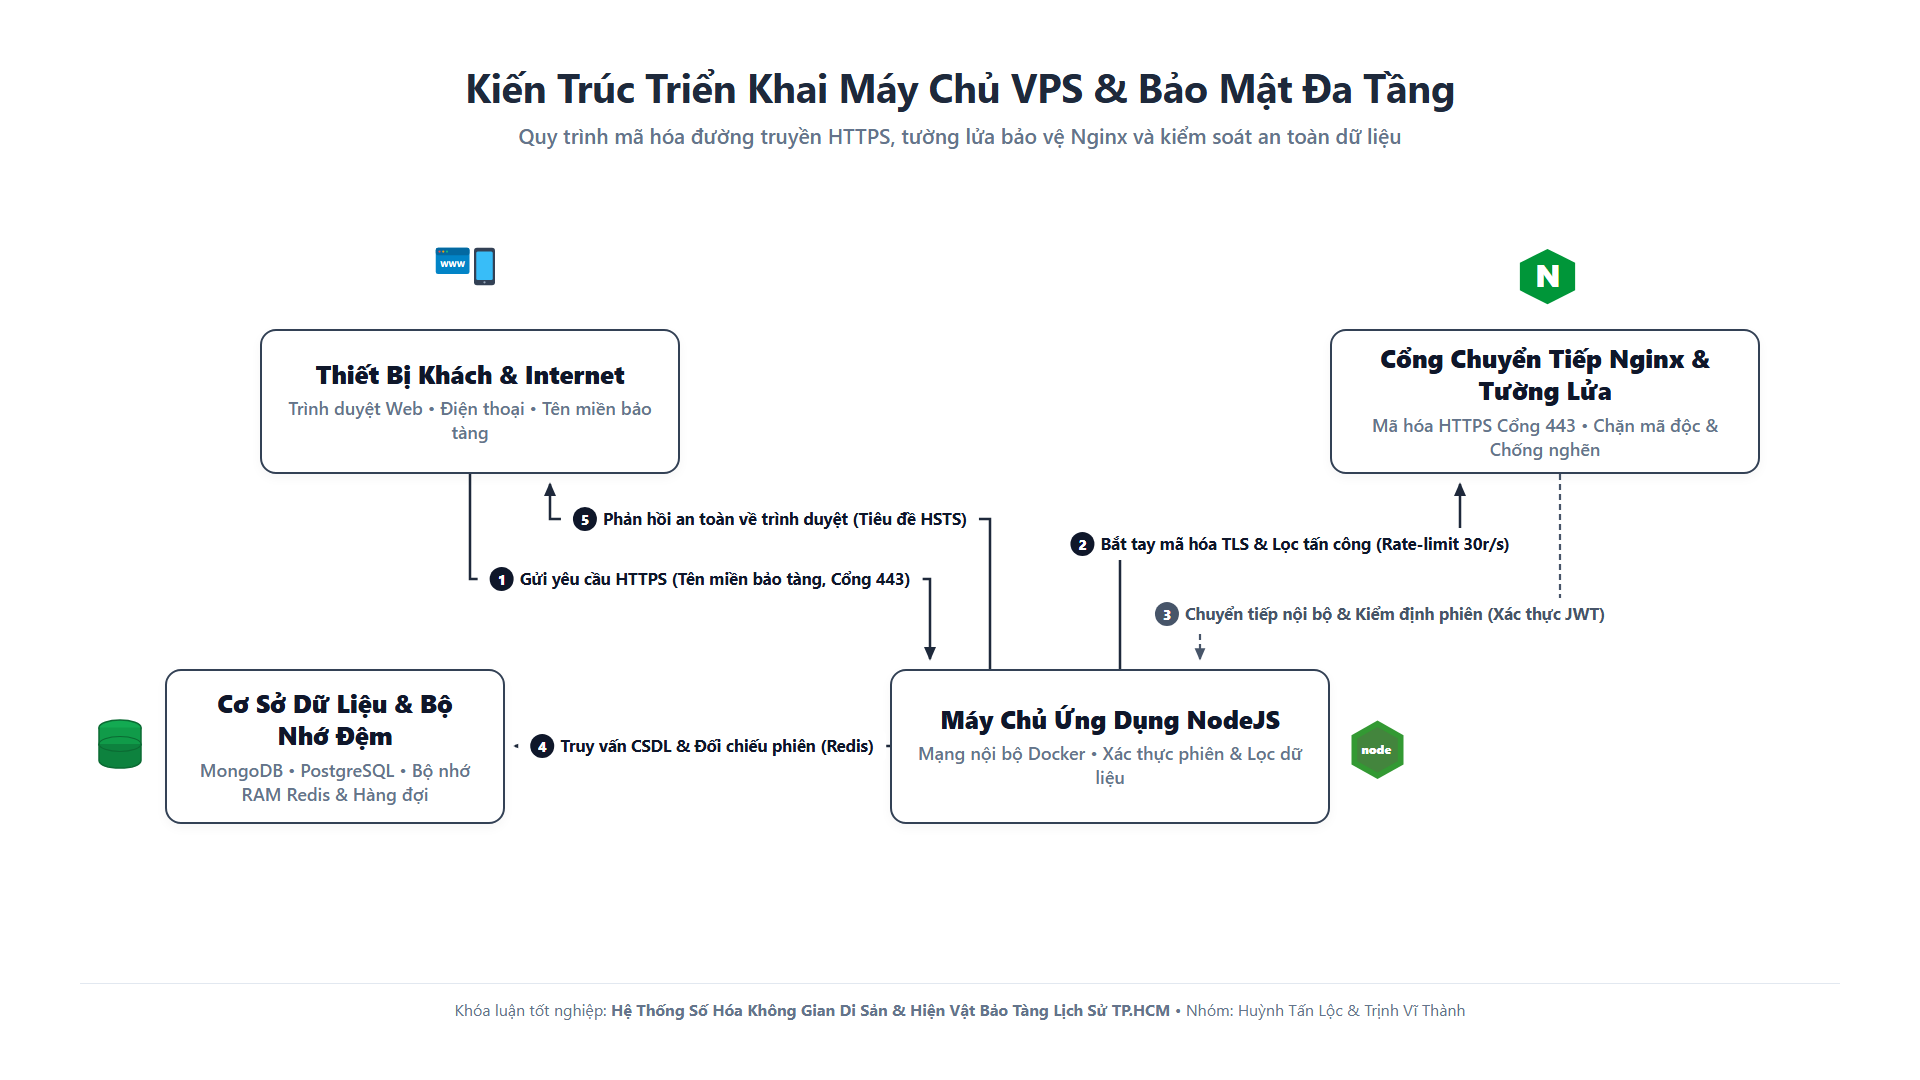 Kiến Trúc Triển Khai Máy Chủ VPS & Bảo Mật Đa Tầng
Quy trình mã hóa đường truyền HTTPS, tường lửa bảo vệ Nginx và kiểm soát an toàn dữ liệu
www
N
Thiết Bị Khách & Internet
Trình duyệt Web • Điện thoại • Tên miền bảo
tàng
Cổng Chuyển Tiếp Nginx &
Tường Lửa
Mã hóa HTTPS Cổng 443 • Chặn mã độc &
Chống nghẽn
5 Phản hồi an toàn về trình duyệt (Tiêu đề HSTS)
2 Bắt tay mã hóa TLS & Lọc tấn công (Rate-limit 30r/s)
1 Gửi yêu cầu HTTPS (Tên miền bảo tàng, Cổng 443)
3 Chuyển tiếp nội bộ & Kiểm định phiên (Xác thực JWT)
Cơ Sở Dữ Liệu & Bộ
Nhớ Đệm
MongoDB • PostgreSQL • Bộ nhớ
RAM Redis & Hàng đợi
4 Truy vấn CSDL & Đối chiếu phiên (Redis)
Máy Chủ Ứng Dụng NodeJS
Mạng nội bộ Docker • Xác thực phiên & Lọc dữ
liệu
node
Khóa luận tốt nghiệp: Hệ Thống Số Hóa Không Gian Di Sản & Hiện Vật Bảo Tàng Lịch Sử TP.HCM • Nhóm: Huỳnh Tấn Lộc & Trịnh Vĩ Thành